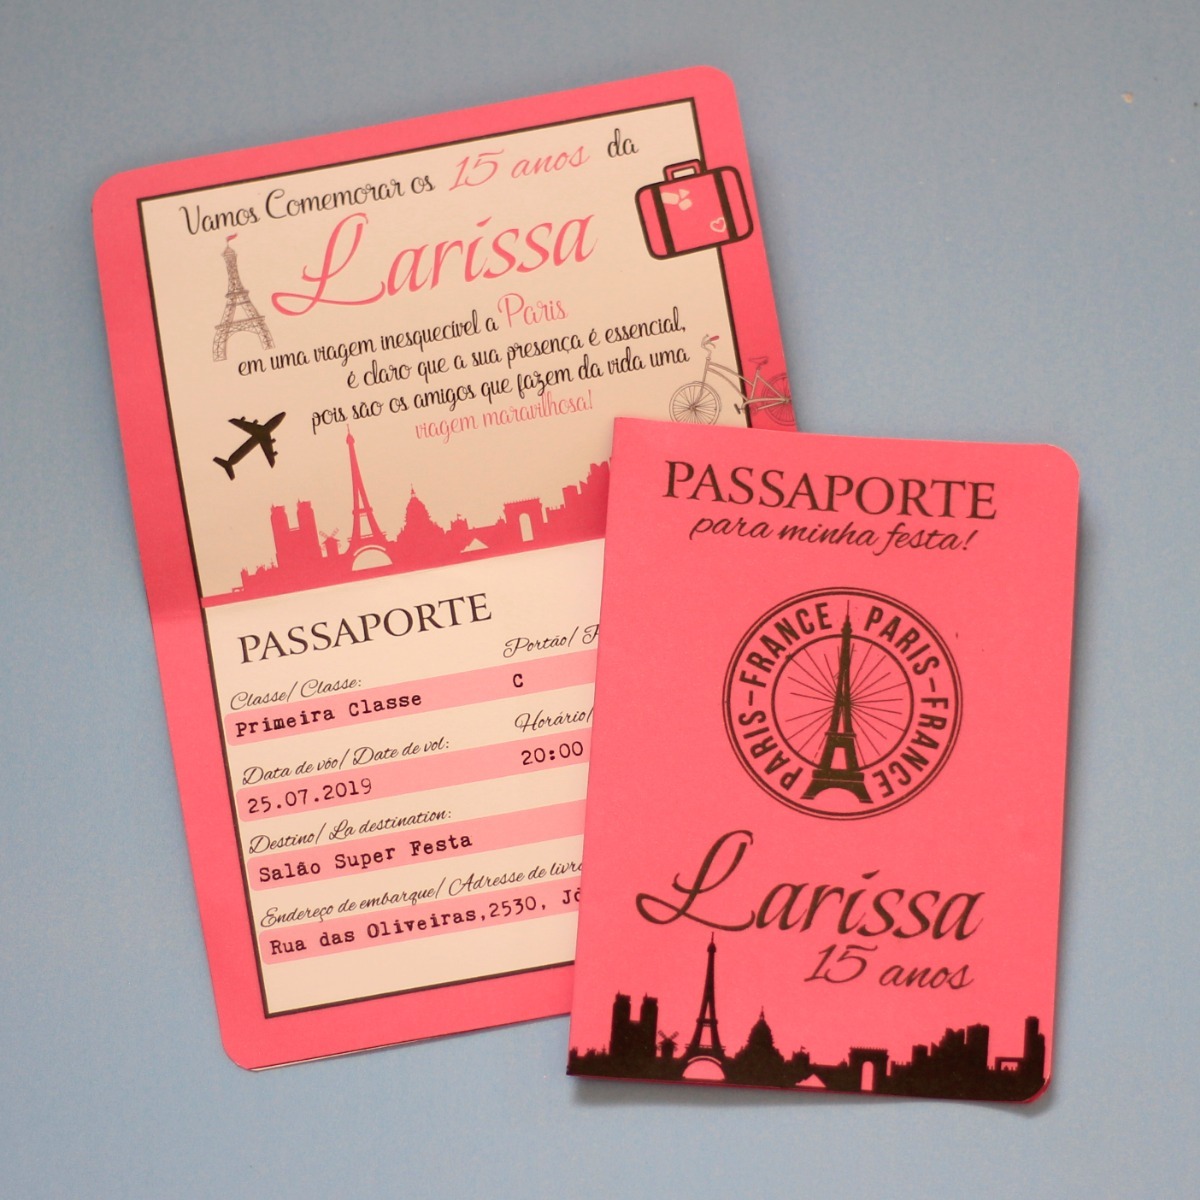 Vamos Comemorar os 15 anos da
Larissa
em uma viagem inesquecível a Paris
é claro que a sua presença é essencial,
pois são os amigos que fazem da vida uma
viagem maravilhosa!
PASSAPORTE
Classe/ Classe: Portão/
Primeira Classe C
Data de vôo/ Date de vol: Horário/
25.07.2019 20:00
Destino/ La destination:
Salão Super Festa
Endereço de embarque/ Adresse de
Rua das Oliveiras,2530,
PASSAPORTE
para minha festa!
PARIS-FRANCE PARIS-FRANCE
Larissa
15 anos